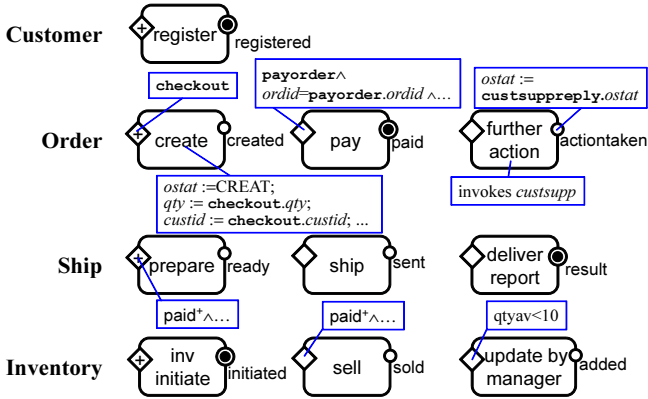 Customer
+
register
registered
checkout
payorder∧
ordid=payorder.ordid ∧...
ostat :=
custsuppreply.ostat
Order
+
create
created
pay
paid
further
action
actiontaken
ostat :=CREAT;
qty := checkout.qty;
custid := checkout.custid; ...
invokes custsupp
Ship
+
prepare
ready
ship
sent
deliver
report
result
paid⁺∧...
paid⁺∧...
qtyav<10
Inventory
+
inv
initiate
initiated
sell
sold
update by
manager
added